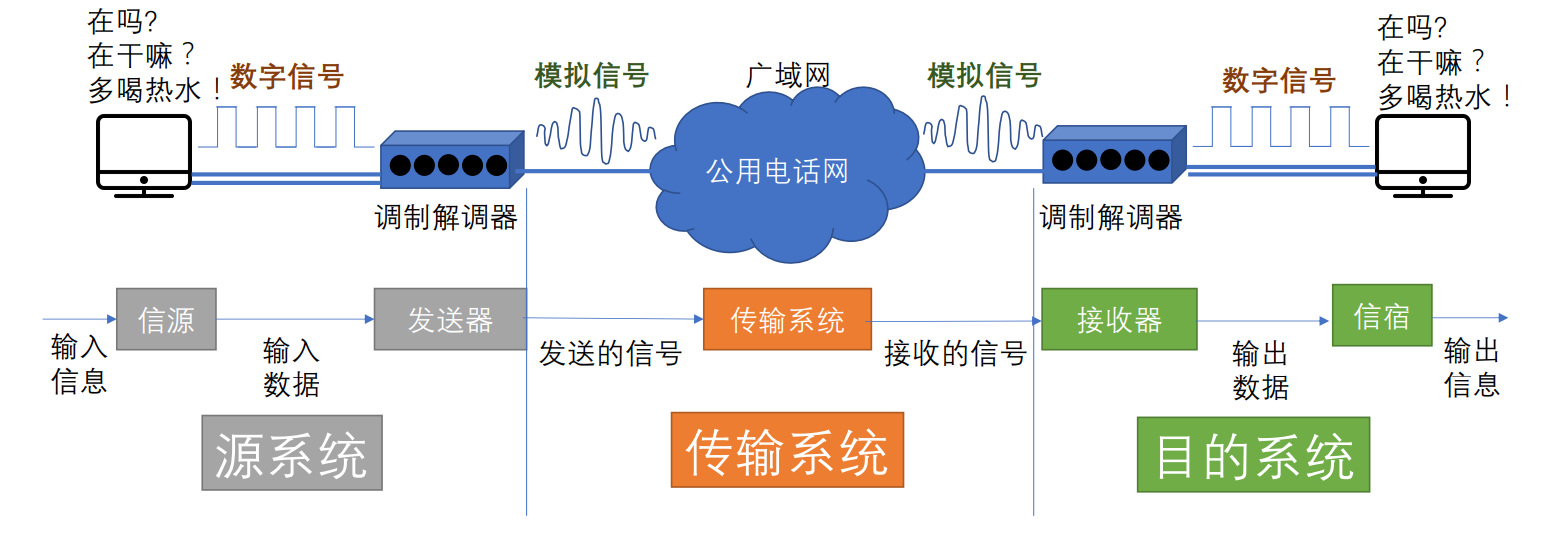 在吗?
在干嘛？
多喝热水！
数字信号
模拟信号
广域网
模拟信号
数字信号
在吗?
在干嘛？
多喝热水！
公用电话网
调制解调器
调制解调器
信源
发送器
传输系统
接收器
信宿
输入
信息
输入
数据
发送的信号
接收的信号
输出
数据
输出
信息
源系统
传输系统
目的系统